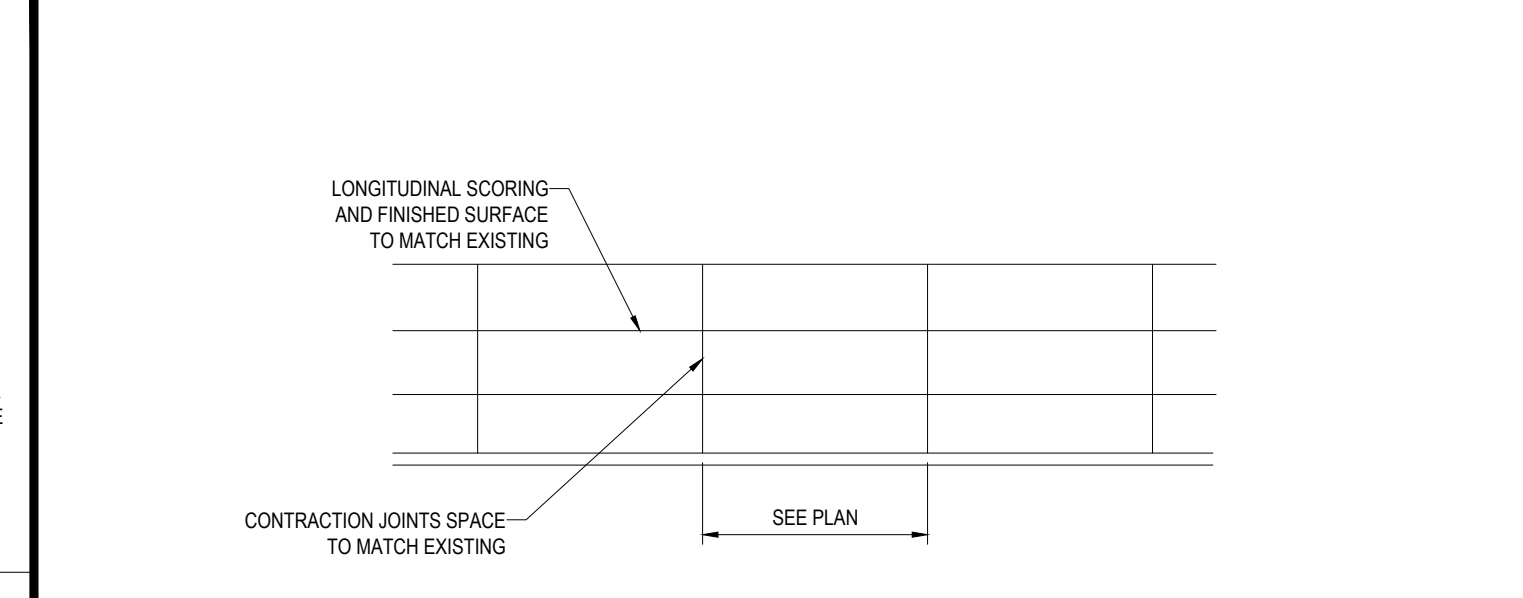 LONGITUDINAL SCORING
AND FINISHED SURFACE
TO MATCH EXISTING
CONTRACTION JOINTS SPACE
TO MATCH EXISTING
SEE PLAN
E